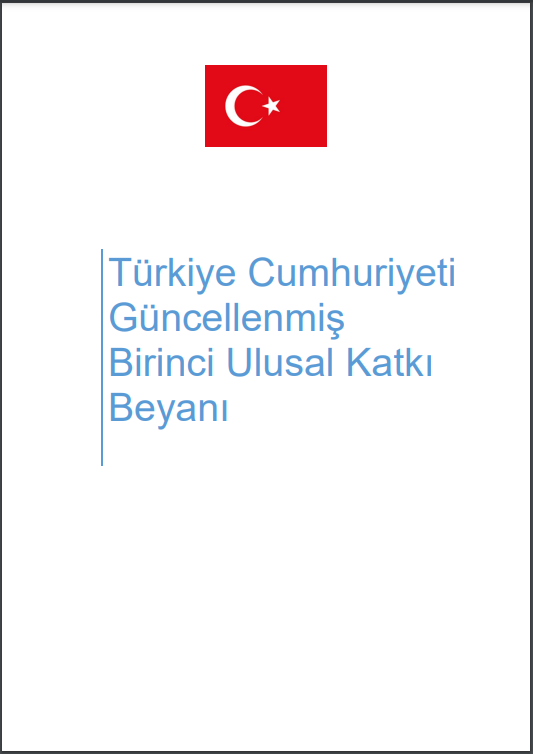 Türkiye Cumhuriyeti
Güncellenmiş
Birinci Ulusal Katkı
Beyanı